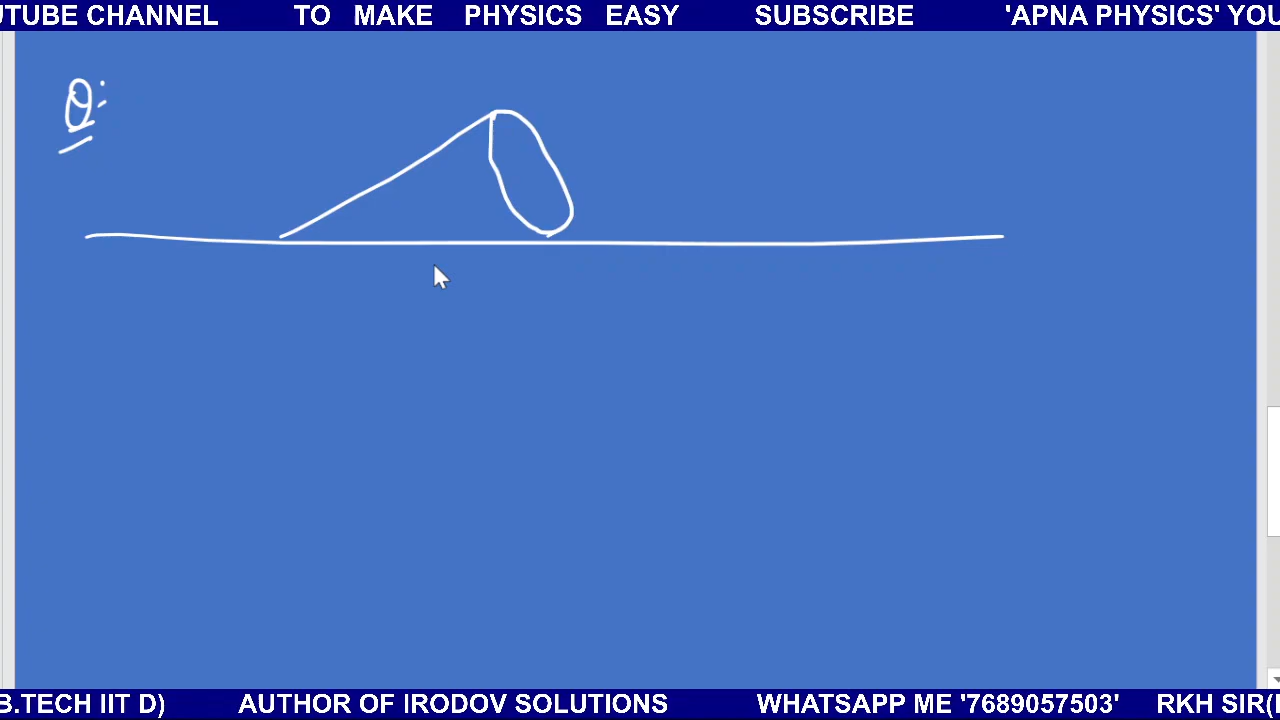 UTUBE CHANNEL TO MAKE PHYSICS EASY SUBSCRIBE 'APNA PHYSICS' YOU
Q:
B.TECH IIT D) AUTHOR OF IRODOV SOLUTIONS WHATSAPP ME '7689057503' RKH SIR(